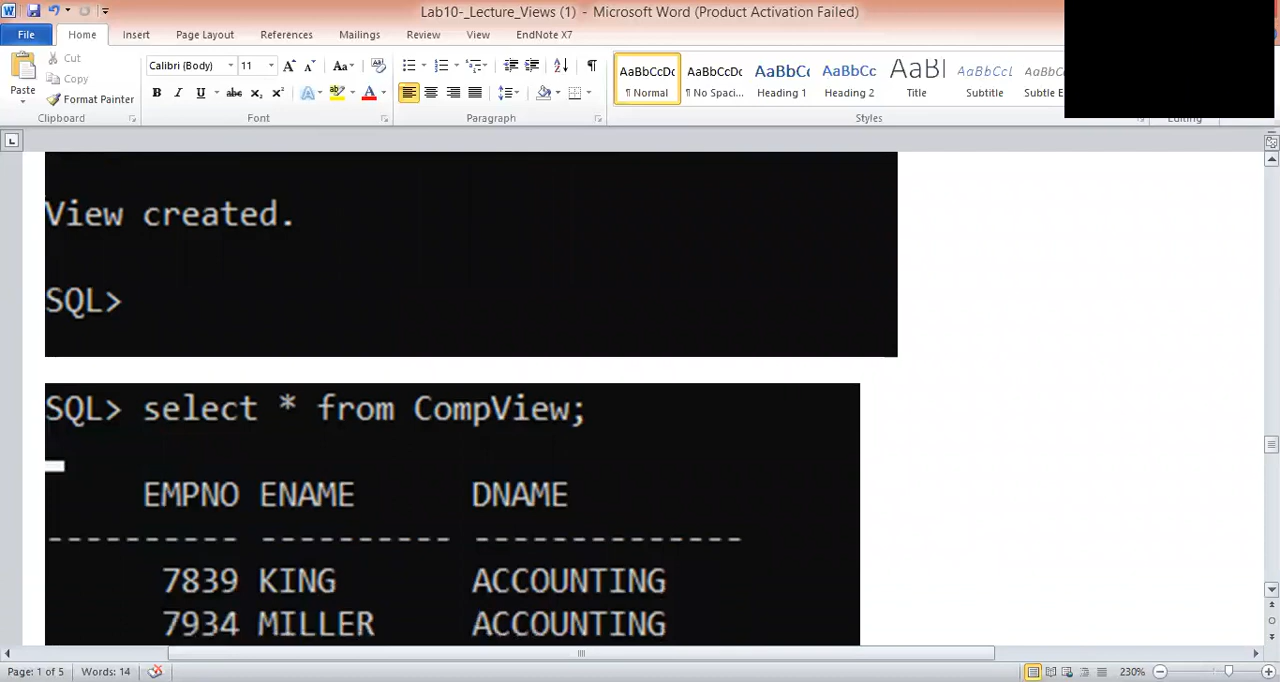 Lab10-_Lecture_Views (1) - Microsoft Word (Product Activation Failed)
File Home Insert Page Layout References Mailings Review View EndNote X7
Paste
Cut
Copy
Format Painter
Clipboard
Calibri (Body) 11
Font
Paragraph
AaBbCcDc AaBbCcDc AaBbCc AaBbCc AaBl AaBbCcL AaBbCc
¶ Normal ¶ No Spaci... Heading 1 Heading 2 Title Subtitle Subtle E
Styles
Editing
View created.
SQL>
SQL> select * from CompView;
EMPNO ENAME DNAME
---------- ---------- --------------
7839 KING ACCOUNTING
7934 MILLER ACCOUNTING
Page: 1 of 5 Words: 14 230%